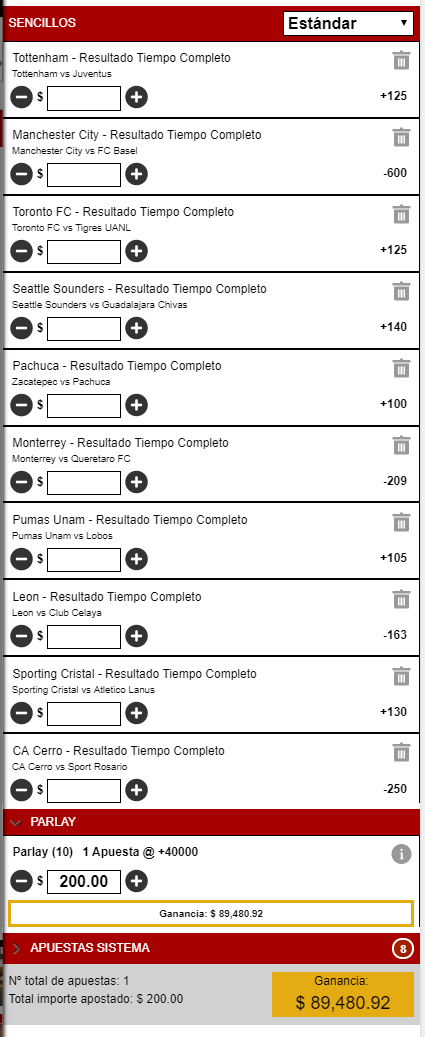 SENCILLOS Estándar
Tottenham - Resultado Tiempo Completo
Tottenham vs Juventus
$ +125
Manchester City - Resultado Tiempo Completo
Manchester City vs FC Basel
$ -600
Toronto FC - Resultado Tiempo Completo
Toronto FC vs Tigres UANL
$ +125
Seattle Sounders - Resultado Tiempo Completo
Seattle Sounders vs Guadalajara Chivas
$ +140
Pachuca - Resultado Tiempo Completo
Zacatepec vs Pachuca
$ +100
Monterrey - Resultado Tiempo Completo
Monterrey vs Queretaro FC
$ -209
Pumas Unam - Resultado Tiempo Completo
Pumas Unam vs Lobos
$ +105
Leon - Resultado Tiempo Completo
Leon vs Club Celaya
$ -163
Sporting Cristal - Resultado Tiempo Completo
Sporting Cristal vs Atletico Lanus
$ +130
CA Cerro - Resultado Tiempo Completo
CA Cerro vs Sport Rosario
$ -250
PARLAY
Parlay (10) 1 Apuesta @ +40000
$ 200.00
Ganancia: $ 89,480.92
APUESTAS SISTEMA 8
Nº total de apuestas: 1
Total importe apostado: $ 200.00
Ganancia:
$ 89,480.92